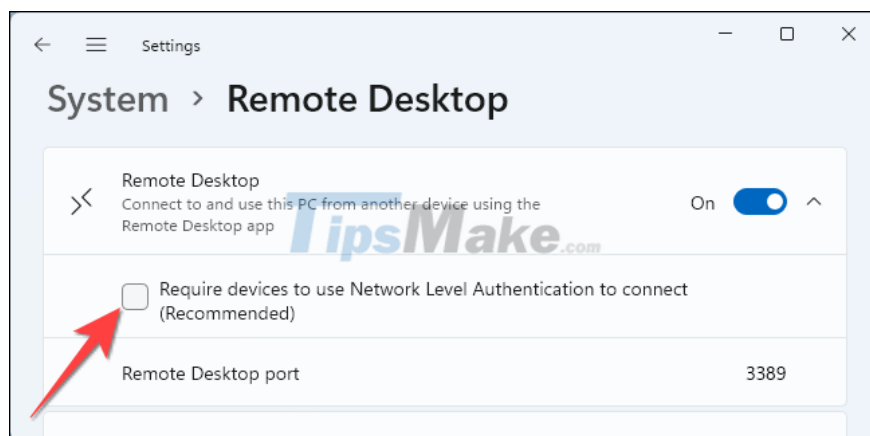 Settings
System > Remote Desktop
Remote Desktop
Connect to and use this PC from another device using the
Remote Desktop app
On
TipsMake.com
Require devices to use Network Level Authentication to connect
(Recommended)
Remote Desktop port
3389